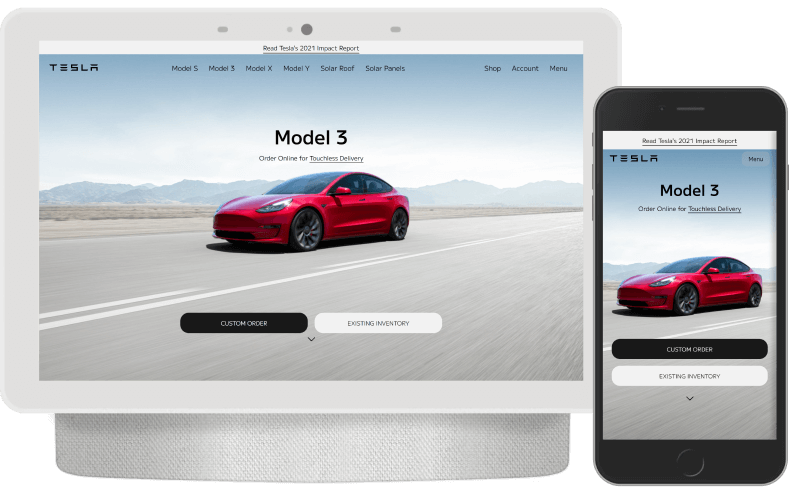 Read Tesla's 2021 Impact Report
TESLA Model S Model 3 Model X Model Y Solar Roof Solar Panels Shop Account Menu
Model 3
Order Online for Touchless Delivery
CUSTOM ORDER EXISTING INVENTORY
Read Tesla's 2021 Impact Report
TESLA Menu
Model 3
Order Online for Touchless Delivery
CUSTOM ORDER
EXISTING INVENTORY